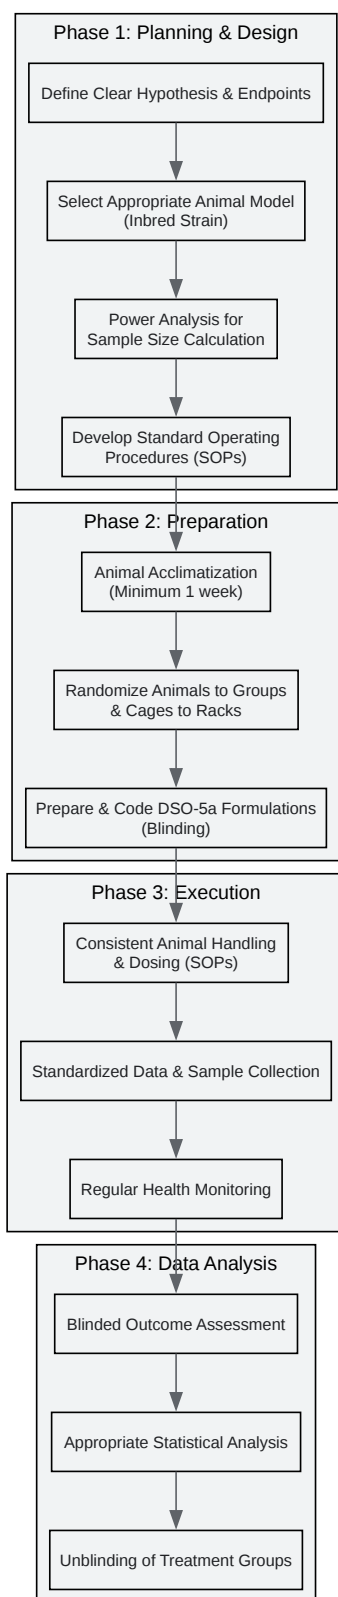 Phase 1: Planning & Design
Define Clear Hypothesis & Endpoints
Select Appropriate Animal Model
(Inbred Strain)
Power Analysis for
Sample Size Calculation
Develop Standard Operating
Procedures (SOPs)
Phase 2: Preparation
Animal Acclimatization
(Minimum 1 week)
Randomize Animals to Groups
& Cages to Racks
Prepare & Code DSO-5a Formulations
(Blinding)
Phase 3: Execution
Consistent Animal Handling
& Dosing (SOPs)
Standardized Data & Sample Collection
Regular Health Monitoring
Phase 4: Data Analysis
Blinded Outcome Assessment
Appropriate Statistical Analysis
Unblinding of Treatment Groups